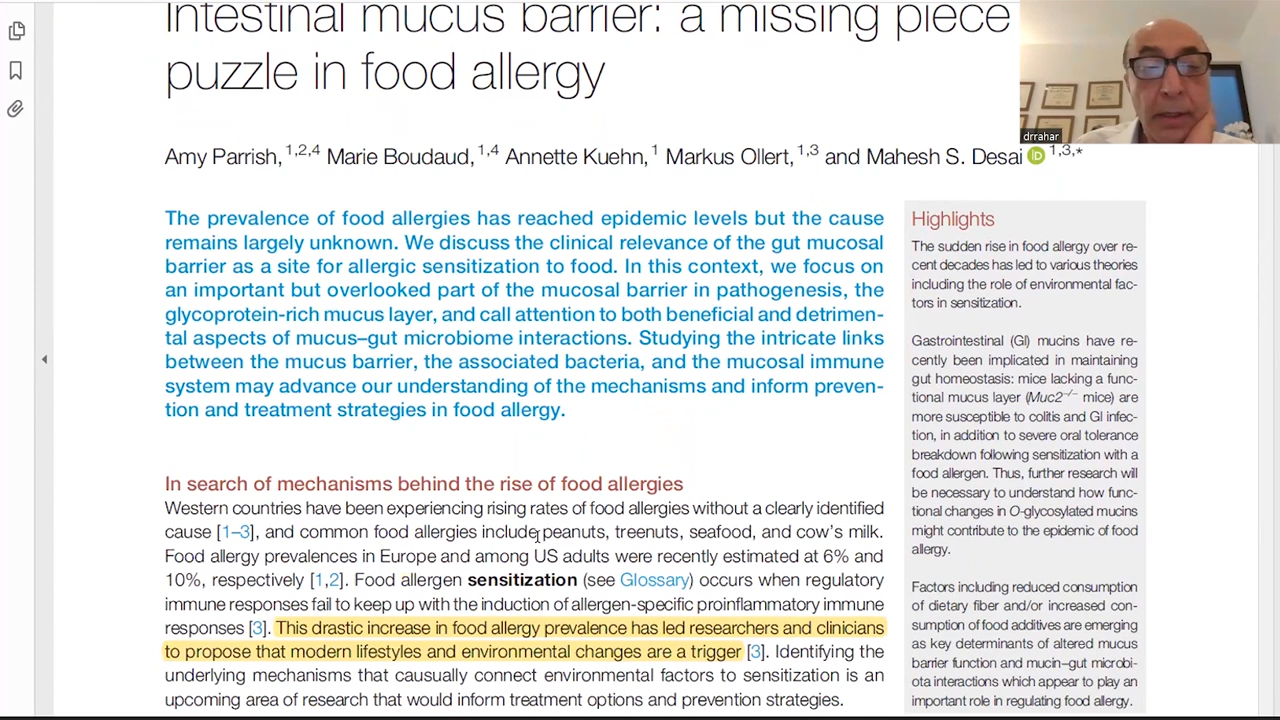 Intestinal mucus barrier: a missing piece
puzzle in food allergy
drrahar
Amy Parrish,1,2,4 Marie Boudaud,1,4 Annette Kuehn,1 Markus Ollert,1,3 and Mahesh S. Desai iD 1,3,*
The prevalence of food allergies has reached epidemic levels but the cause
remains largely unknown. We discuss the clinical relevance of the gut mucosal
barrier as a site for allergic sensitization to food. In this context, we focus on
an important but overlooked part of the mucosal barrier in pathogenesis, the
glycoprotein-rich mucus layer, and call attention to both beneficial and detrimen-
tal aspects of mucus–gut microbiome interactions. Studying the intricate links
between the mucus barrier, the associated bacteria, and the mucosal immune
system may advance our understanding of the mechanisms and inform preven-
tion and treatment strategies in food allergy.
In search of mechanisms behind the rise of food allergies
Western countries have been experiencing rising rates of food allergies without a clearly identified
cause [1–3], and common food allergies include peanuts, treenuts, seafood, and cow's milk.
Food allergy prevalences in Europe and among US adults were recently estimated at 6% and
10%, respectively [1,2]. Food allergen sensitization (see Glossary) occurs when regulatory
immune responses fail to keep up with the induction of allergen-specific proinflammatory immune
responses [3]. This drastic increase in food allergy prevalence has led researchers and clinicians
to propose that modern lifestyles and environmental changes are a trigger [3]. Identifying the
underlying mechanisms that causually connect environmental factors to sensitization is an
upcoming area of research that would inform treatment options and prevention strategies.
Highlights
The sudden rise in food allergy over re-
cent decades has led to various theories
including the role of environmental fac-
tors in sensitization.
Gastrointestinal (GI) mucins have re-
cently been implicated in maintaining
gut homeostasis: mice lacking a func-
tional mucus layer (Muc2−/− mice) are
more susceptible to colitis and GI infec-
tion, in addition to severe oral tolerance
breakdown following sensitization with a
food allergen. Thus, further research will
be necessary to understand how func-
tional changes in O-glycosylated mucins
might contribute to the epidemic of food
allergy.
Factors including reduced consumption
of dietary fiber and/or increased con-
sumption of food additives are emerging
as key determinants of altered mucus
barrier function and mucin–gut microbi-
ota interactions which appear to play an
important role in regulating food allergy.